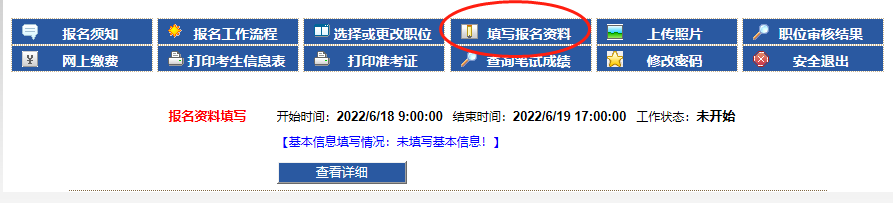 报名须知 报名工作流程 选择或更改职位 填写报名资料 上传照片 职位审核结果
网上缴费 打印考生信息表 打印准考证 查询笔试成绩 修改密码 安全退出
报名资料填写 开始时间：2022/6/18 9:00:00 结束时间：2022/6/19 17:00:00 工作状态：未开始
【基本信息填写情况：未填写基本信息！】
查看详细